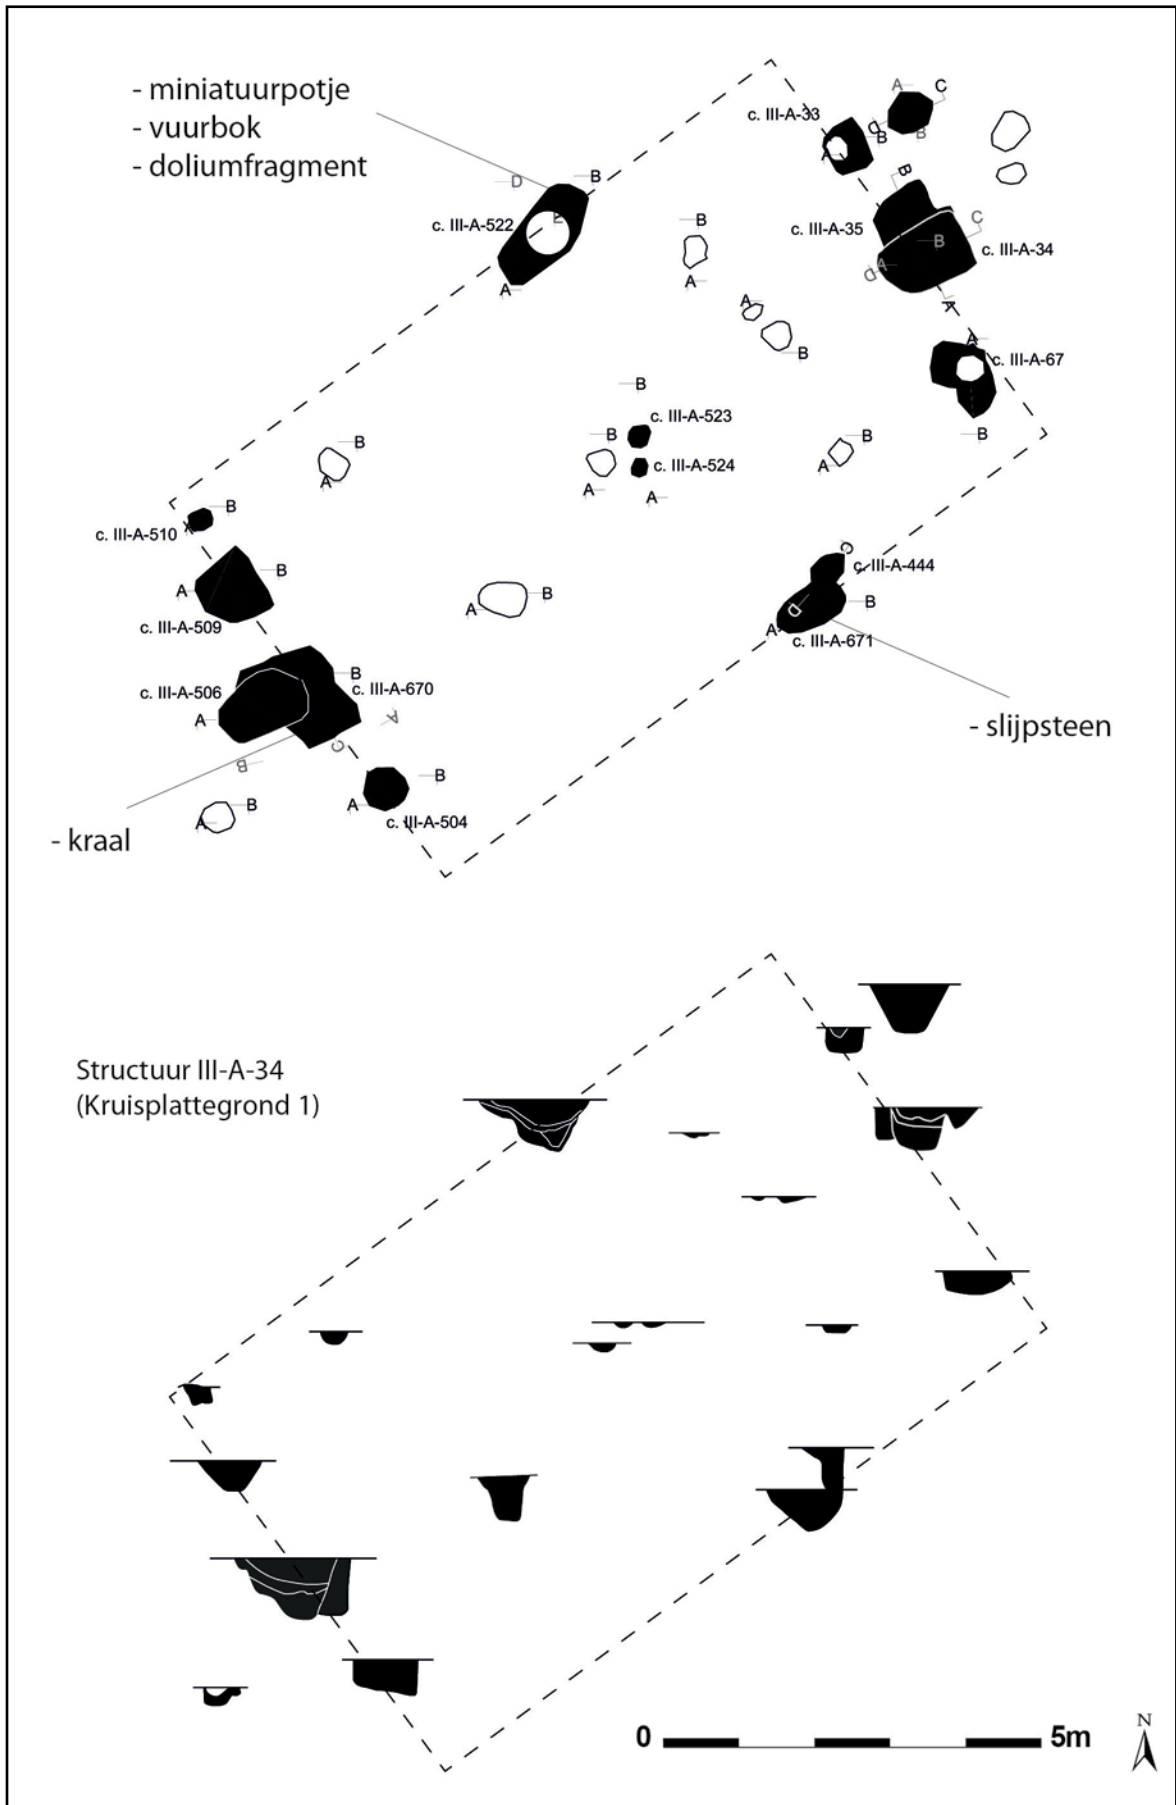 - miniatuurpotje
- vuurbok
- doliumfragment
A
C
c. III-A-33
D
B
B
A
B
D
B
c. III-A-522
E
B
c. III-A-35
C
B
c. III-A-34
A
D
A
A
A
A
B
A
c. III-A-67
B
B
c. III-A-523
B
B
B
c. III-A-524
A
A
A
A
B
A
c. III-A-510
C
c. III-A-444
B
A
B
A
B
D
c. III-A-509
A
c. III-A-671
B
c. III-A-506
c. III-A-670
A
A
C
- slijpsteen
B
B
B
A
A
c. III-A-504
- kraal
Structuur III-A-34
(Kruisplattegrond 1)
N
0
5m